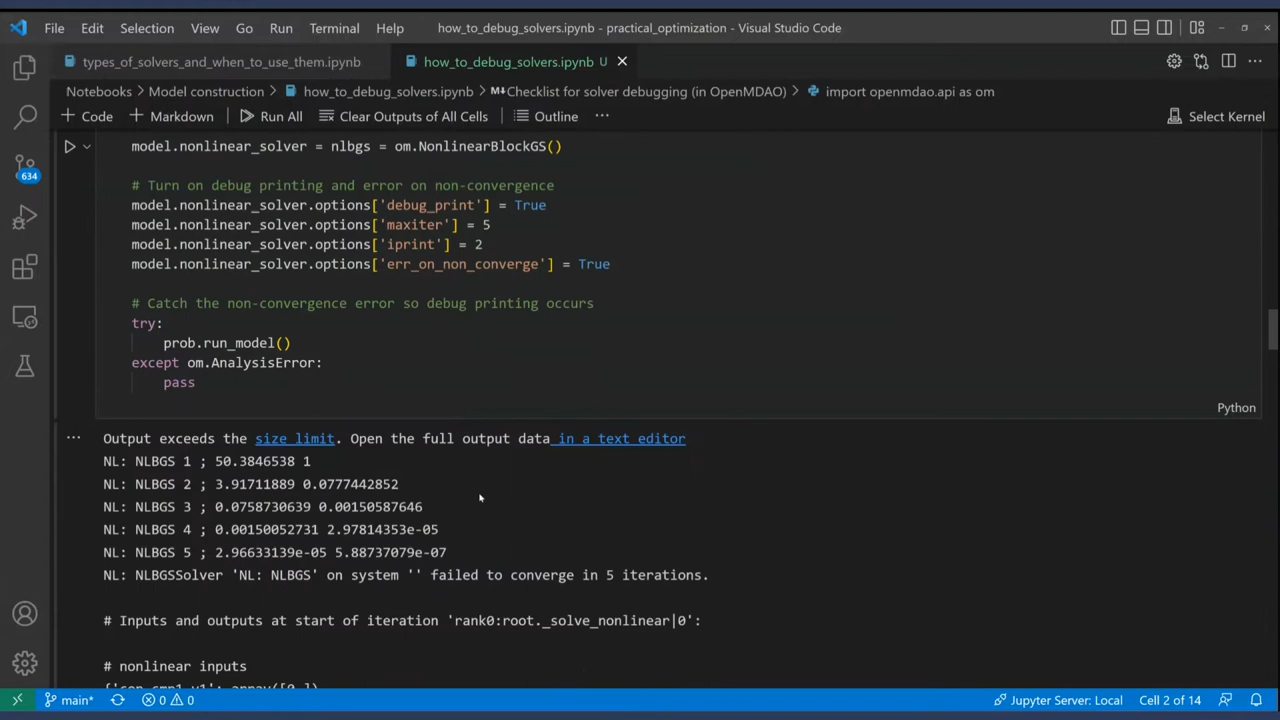 File Edit Selection View Go Run Terminal Help how_to_debug_solvers.ipynb - practical_optimization - Visual Studio Code
types_of_solvers_and_when_to_use_them.ipynb how_to_debug_solvers.ipynb U
Notebooks > Model construction > how_to_debug_solvers.ipynb > M↓Checklist for solver debugging (in OpenMDAO) > import openmdao.api as om
+ Code + Markdown Run All Clear Outputs of All Cells Outline ... Select Kernel
model.nonlinear_solver = nlbgs = om.NonlinearBlockGS()
# Turn on debug printing and error on non-convergence
model.nonlinear_solver.options['debug_print'] = True
model.nonlinear_solver.options['maxiter'] = 5
model.nonlinear_solver.options['iprint'] = 2
model.nonlinear_solver.options['err_on_non_converge'] = True
# Catch the non-convergence error so debug printing occurs
try:
prob.run_model()
except om.AnalysisError:
pass
Python
... Output exceeds the size limit. Open the full output data in a text editor
NL: NLBGS 1 ; 50.3846538 1
NL: NLBGS 2 ; 3.91711889 0.0777442852
NL: NLBGS 3 ; 0.0758730639 0.00150587646
NL: NLBGS 4 ; 0.00150052731 2.97814353e-05
NL: NLBGS 5 ; 2.96633139e-05 5.88737079e-07
NL: NLBGSSolver 'NL: NLBGS' on system '' failed to converge in 5 iterations.
# Inputs and outputs at start of iteration 'rank0:root._solve_nonlinear|0':
# nonlinear inputs
634
main* 0 0 Jupyter Server: Local Cell 2 of 14